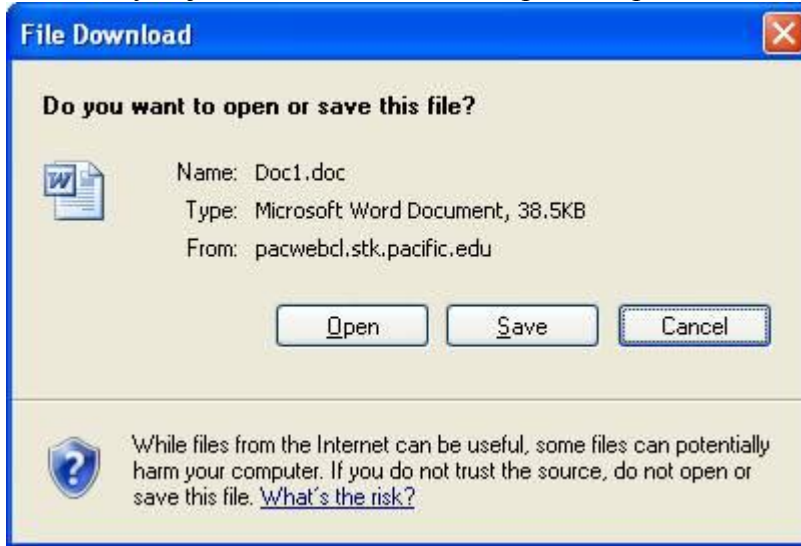 File Download
Do you want to open or save this file?
Name: Doc1.doc
Type: Microsoft Word Document, 38.5KB
From: pacwebcl.stk.pacific.edu
Open Save Cancel
While files from the Internet can be useful, some files can potentially
harm your computer. If you do not trust the source, do not open or
save this file. What's the risk?